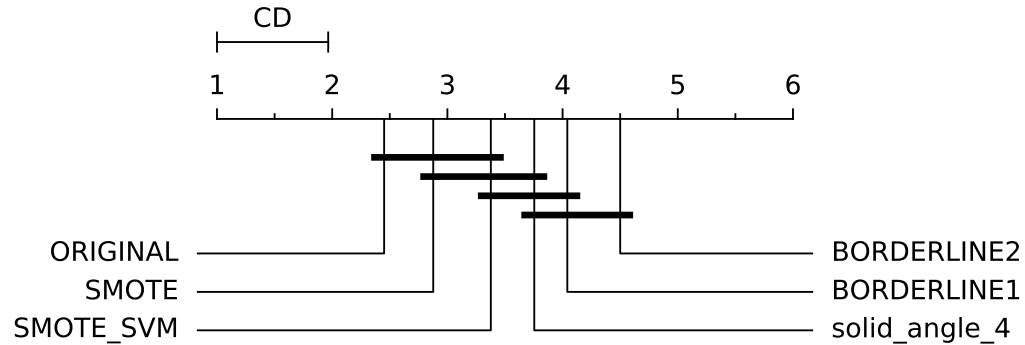 CD
1 2 3 4 5 6
ORIGINAL BORDERLINE2
SMOTE BORDERLINE1
SMOTE_SVM solid_angle_4